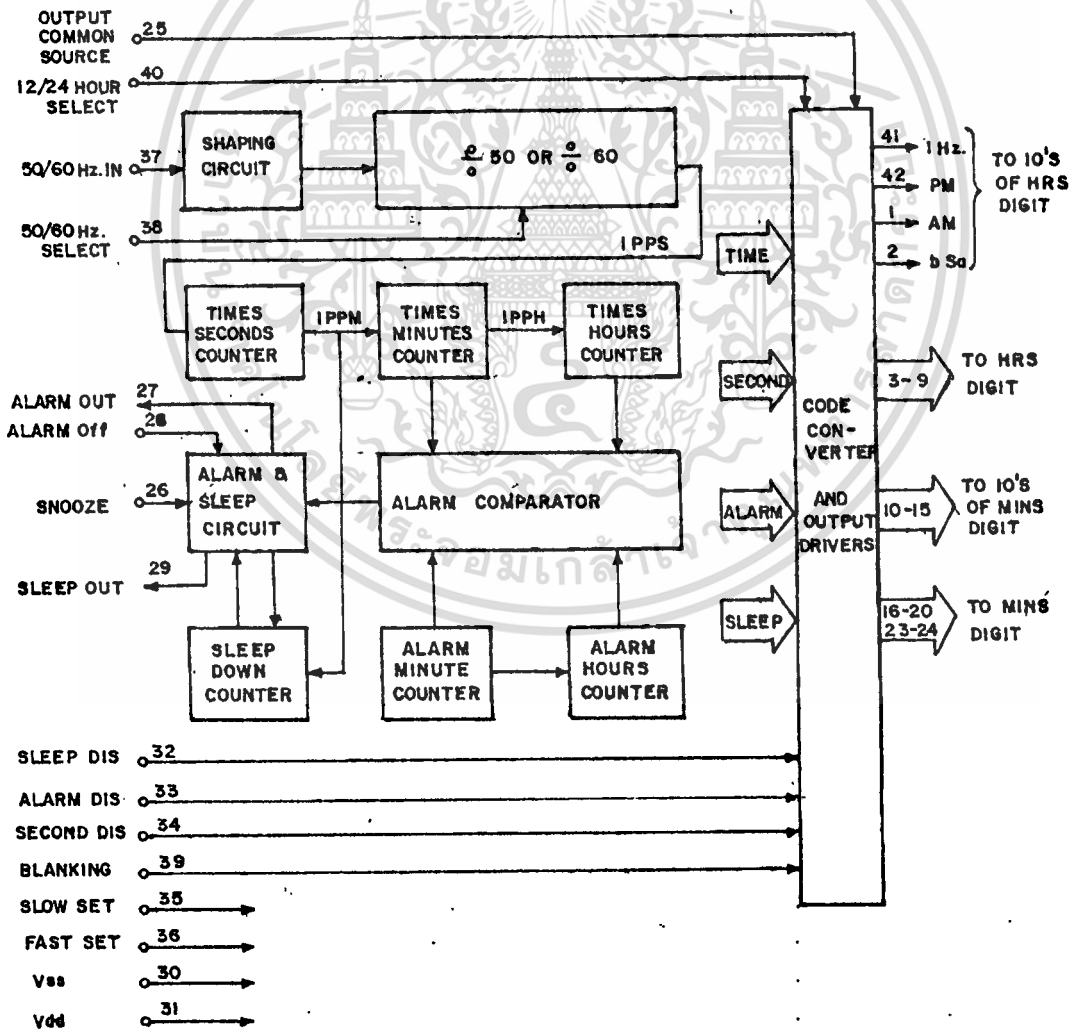 OUTPUT
COMMON
SOURCE
25
12/24 HOUR
SELECT
40
50/60 Hz. IN
37
50/60 Hz.
SELECT
38
SHAPING
CIRCUIT
÷ 50 OR ÷ 60
1PPS
TIMES
SECONDS
COUNTER
1PPM
TIMES
MINUTES
COUNTER
1PPH
TIMES
HOURS
COUNTER
ALARM OUT
27
ALARM Off
28
SNOOZE
26
SLEEP OUT
29
ALARM &
SLEEP
CIRCUIT
ALARM COMPARATOR
SLEEP
DOWN
COUNTER
ALARM
MINUTE
COUNTER
ALARM
HOURS
COUNTER
TIME
SECOND
ALARM
SLEEP
CODE
CON-
VERTER
AND
OUTPUT
DRIVERS
41
1 Hz.
42
PM
1
AM
2
b Sa
TO 10'S
OF HRS
DIGIT
3-9
TO HRS
DIGIT
10-15
TO 10'S
OF MINS
DIGIT
16-20
23-24
TO MINS
DIGIT
SLEEP DIS 32
ALARM DIS 33
SECOND DIS 34
BLANKING 39
SLOW SET 35
FAST SET 36
Vss 30
Vdd 31